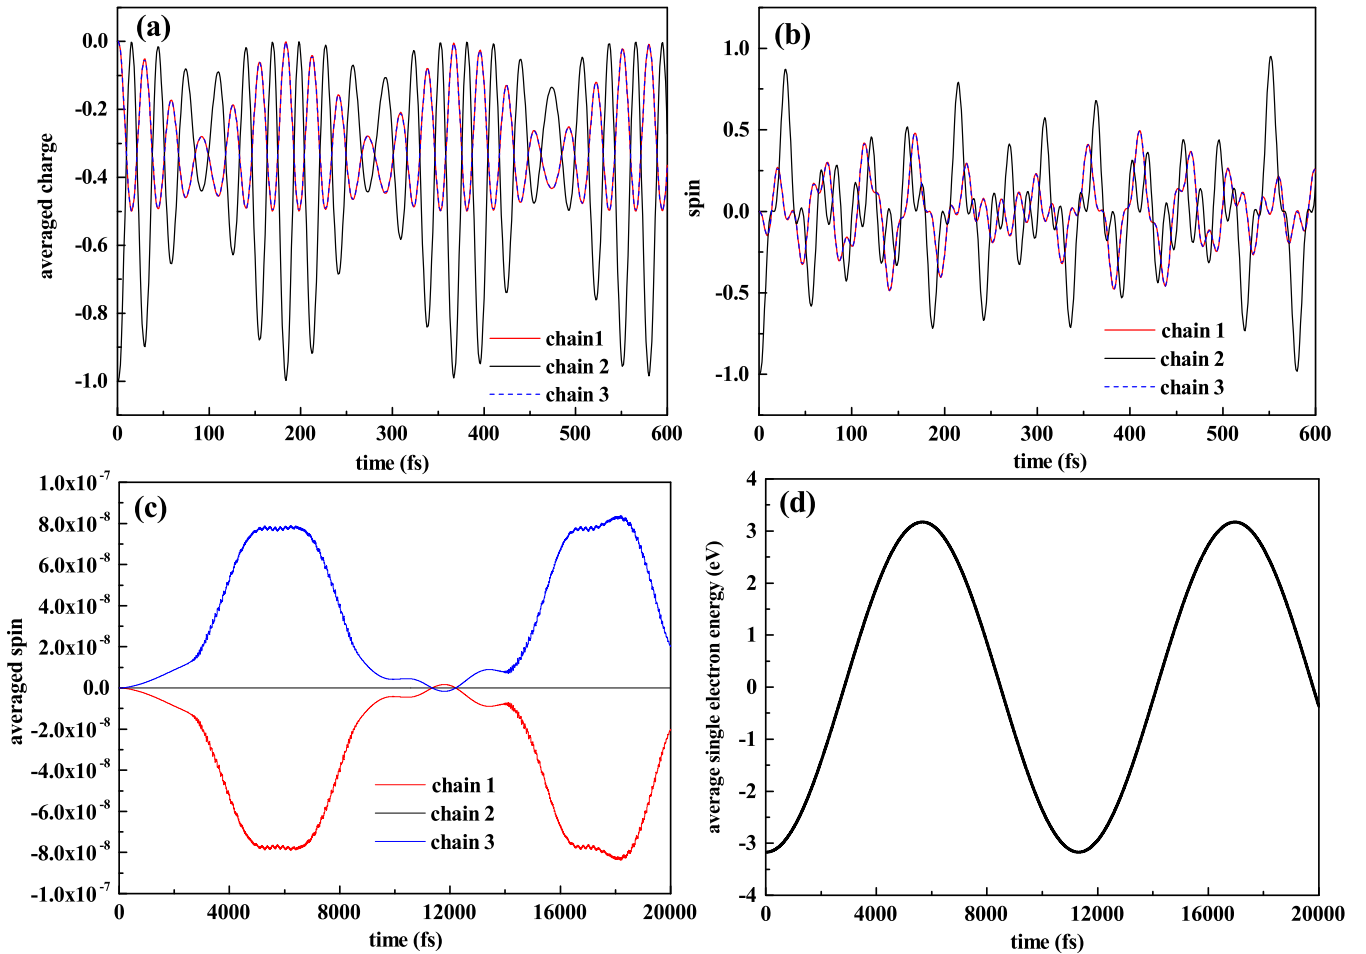 (a)
0.0
-0.2
-0.4
-0.6
-0.8
-1.0
averaged charge
chain1
chain 2
chain 3
0 100 200 300 400 500 600
time (fs)
(b)
1.0
0.5
0.0
-0.5
-1.0
spin
chain 1
chain 2
chain 3
0 100 200 300 400 500 600
time (fs)
(c)
1.0x10-7
8.0x10-8
6.0x10-8
4.0x10-8
2.0x10-8
0.0
-2.0x10-8
-4.0x10-8
-6.0x10-8
-8.0x10-8
-1.0x10-7
averaged spin
chain 1
chain 2
chain 3
0 4000 8000 12000 16000 20000
time (fs)
(d)
4
3
2
1
0
-1
-2
-3
-4
average single electron energy (eV)
0 4000 8000 12000 16000 20000
time (fs)